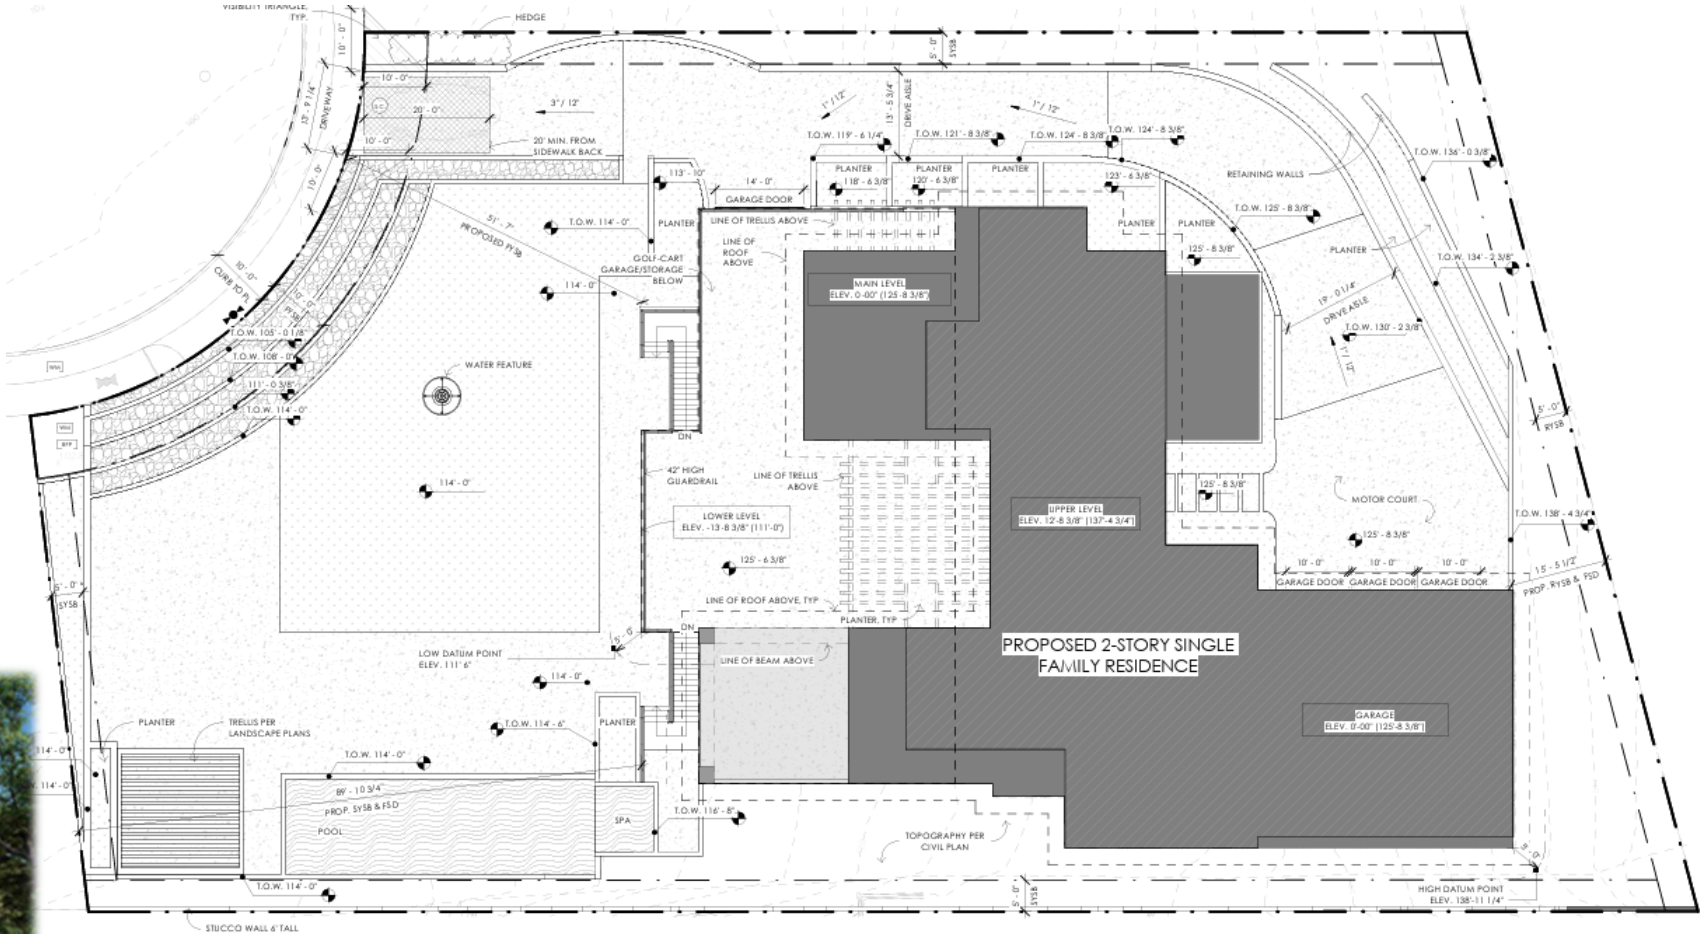 VISIBILITY TRIANGLE,
TYP.
HEDGE
10' - 0"
5' - 0"
SYSB
10' - 0"
13' - 9 1/4"
DRIVEWAY
S C
20' - 0"
3" / 12"
1" / 12"
13' - 5 3/4"
DRIVE AISLE
1" / 12"
10' - 0"
20' MIN. FROM
SIDEWALK BACK
T.O.W. 119' - 6 1/4"
T.O.W. 121' - 8 3/8"
T.O.W. 124' - 8 3/8"
T.O.W. 124' - 8 3/8"
T.O.W. 136' - 0 3/8"
10' - 0"
113' - 10"
14' - 0"
GARAGE DOOR
PLANTER
118' - 6 3/8"
PLANTER
120' - 6 3/8"
PLANTER
123' - 6 3/8"
RETAINING WALLS
51' - 7"
PROPOSED FYSB
T.O.W. 114' - 0"
PLANTER
LINE OF TRELLIS ABOVE
LINE OF
ROOF
ABOVE
PLANTER
PLANTER
T.O.W. 125' - 8 3/8"
PLANTER
125' - 8 3/8"
T.O.W. 134' - 2 3/8"
GOLF-CART
GARAGE/STORAGE
BELOW
10' - 0"
CURB TO PL
10' - 0"
FYSB
114' - 0"
MAIN LEVEL
ELEV. 0-00" (125'-8 3/8")
19' - 0 1/4"
DRIVE AISLE
T.O.W. 130' - 2 3/8"
1" / 12"
T.O.W. 105' - 0 1/8"
T.O.W. 108' - 0"
111' - 0 3/8"
T.O.W. 114' - 0"
WATER FEATURE
WM
WM
BFP
5' - 0"
RYSB
DN
42" HIGH
GUARDRAIL
LINE OF TRELLIS
ABOVE
114' - 0"
125' - 8 3/8"
MOTOR COURT
LOWER LEVEL
ELEV. -13-8 3/8" (111'-0")
UPPER LEVEL
ELEV. 12'-8 3/8" (137'-4 3/4")
T.O.W. 138' - 4 3/4"
125' - 8 3/8"
125' - 6 3/8"
10' - 0"
10' - 0"
10' - 0"
GARAGE DOOR
GARAGE DOOR
GARAGE DOOR
15' - 5 1/2"
PROP. RYSB & FSD
5' - 0"
SYSB
LINE OF ROOF ABOVE, TYP
PLANTER, TYP
DN
5'- 0"
LOW DATUM POINT
ELEV. 111' 6"
LINE OF BEAM ABOVE
PROPOSED 2-STORY SINGLE
FAMILY RESIDENCE
114' - 0"
PLANTER
TRELLIS PER
LANDSCAPE PLANS
T.O.W. 114' - 6"
PLANTER
GARAGE
ELEV. 0'-00" (125'-8 3/8")
114' - 0"
T.O.W. 114' - 0"
114' - 0"
89' - 10 3/4"
PROP. SYSB & FSD
POOL
SPA
T.O.W. 116' - 8"
TOPOGRAPHY PER
CIVIL PLAN
T.O.W. 114' - 0"
5' - 0"
SYSB
HIGH DATUM POINT
ELEV. 138'-11 1/4"
STUCCO WALL 6' TALL